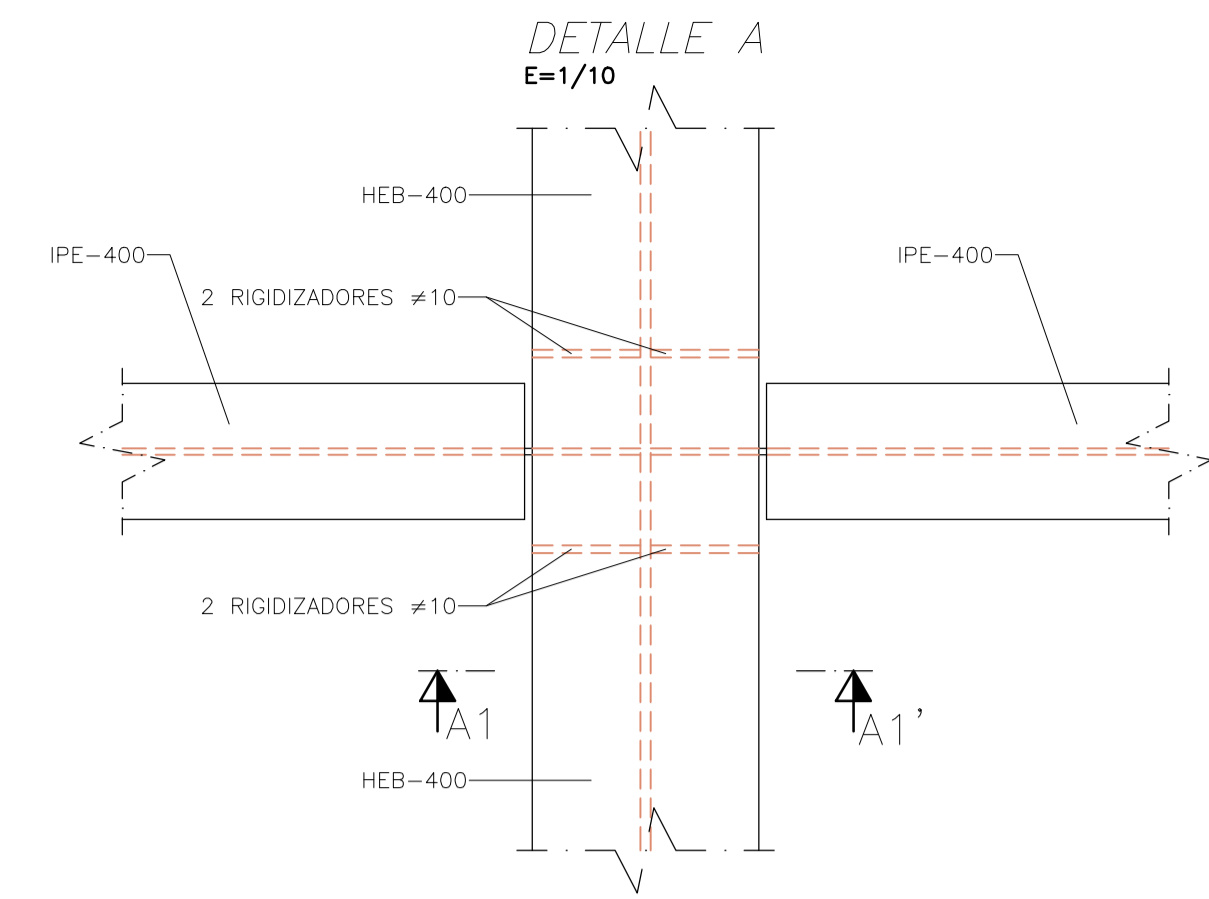 DETALLE A
E=1/10
HEB-400
IPE-400
IPE-400
2 RIGIDIZADORES ≠10
2 RIGIDIZADORES ≠10
A1
A1'
HEB-400